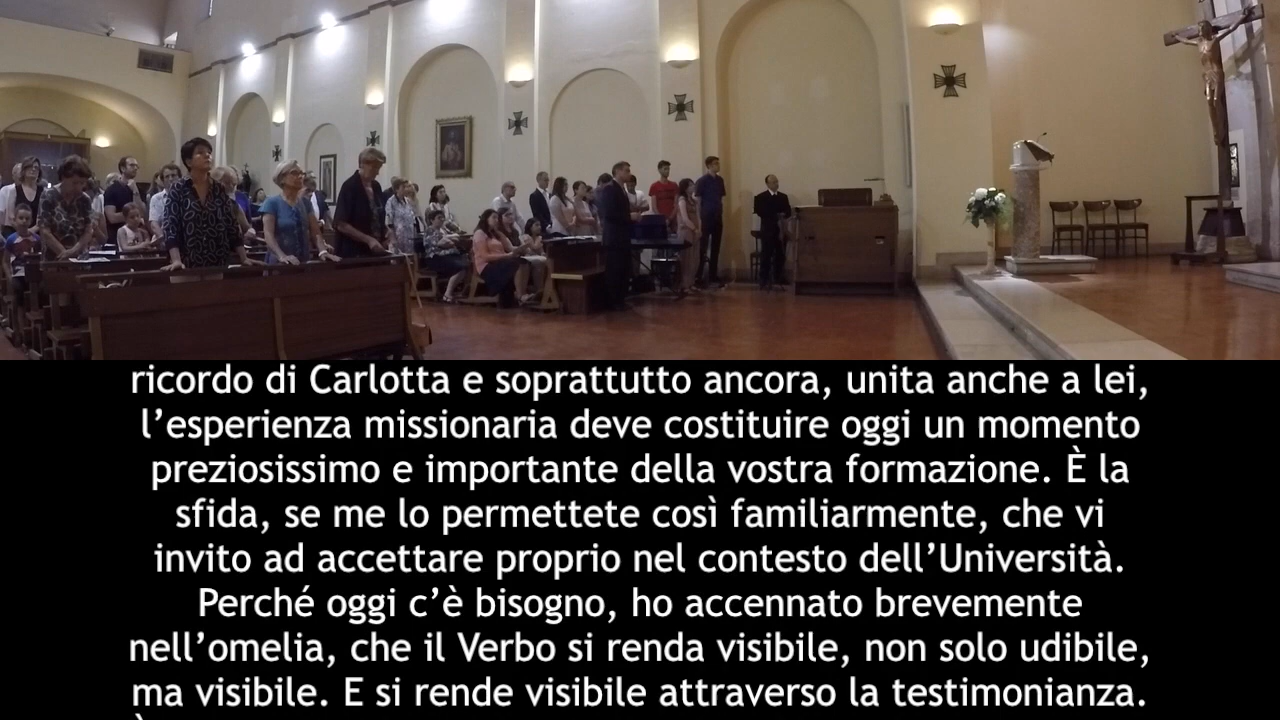 ricordo di Carlotta e soprattutto ancora, unita anche a lei,
l’esperienza missionaria deve costituire oggi un momento
preziosissimo e importante della vostra formazione. È la
sfida, se me lo permettete così familiarmente, che vi
invito ad accettare proprio nel contesto dell’Università.
Perché oggi c’è bisogno, ho accennato brevemente
nell’omelia, che il Verbo si renda visibile, non solo udibile,
ma visibile. E si rende visibile attraverso la testimonianza.